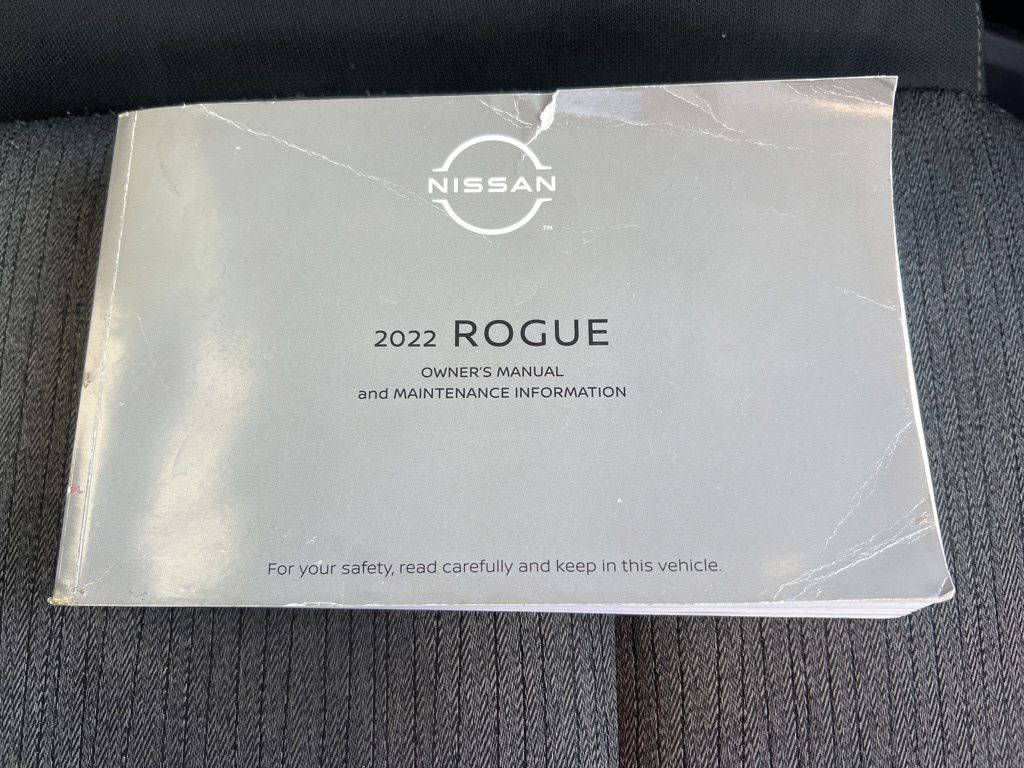 NISSAN
™
2022 ROGUE
OWNER'S MANUAL
and MAINTENANCE INFORMATION
For your safety, read carefully and keep in this vehicle.